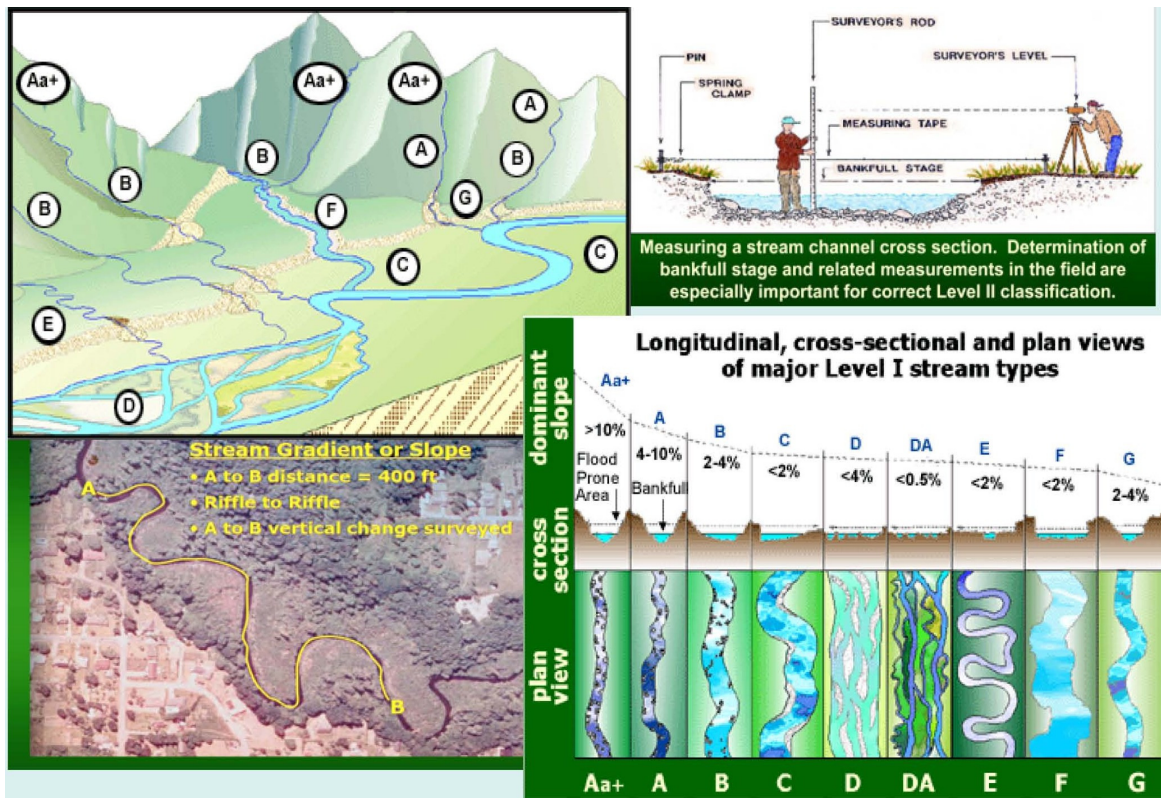 Aa+
Aa+
Aa+
A
B
A
B
B
B
G
F
C
C
E
D
SURVEYOR'S ROD
PIN
SURVEYOR'S LEVEL
SPRING
CLAMP
MEASURING TAPE
BANKFULL STAGE
Measuring a stream channel cross section. Determination of
bankfull stage and related measurements in the field are
especially important for correct Level II classification.
Stream Gradient or Slope
• A to B distance = 400 ft
• Riffle to Riffle
• A to B vertical change surveyed
A
B
Longitudinal, cross-sectional and plan views
of major Level I stream types
dominant
slope
Aa+
A
B
C
D
DA
E
F
G
>10%
4-10%
2-4%
<2%
<4%
<0.5%
<2%
<2%
2-4%
Flood
Prone
Area
Bankfull
cross
section
plan
view
Aa+ A B C D DA E F G